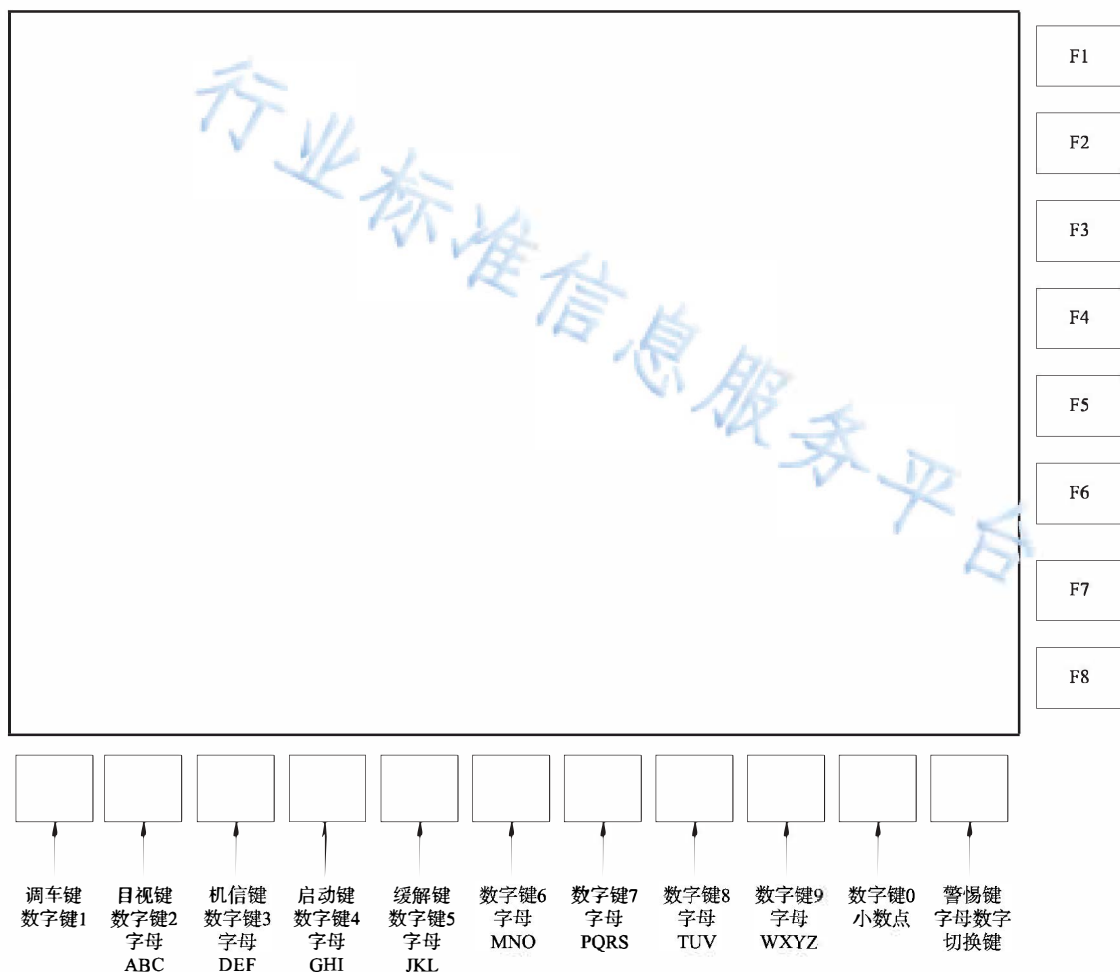 行业标准信息服务平台
F1
F2
F3
F4
F5
F6
F7
F8
调车键
数字键1
目视键
数字键2
字母
ABC
机信键
数字键3
字母
DEF
启动键
数字键4
字母
GHI
缓解键
数字键5
字母
JKL
数字键6
字母
MNO
数字键7
字母
PQRS
数字键8
字母
TUV
数字键9
字母
WXYZ
数字键0
小数点
警惕键
字母数字
切换键